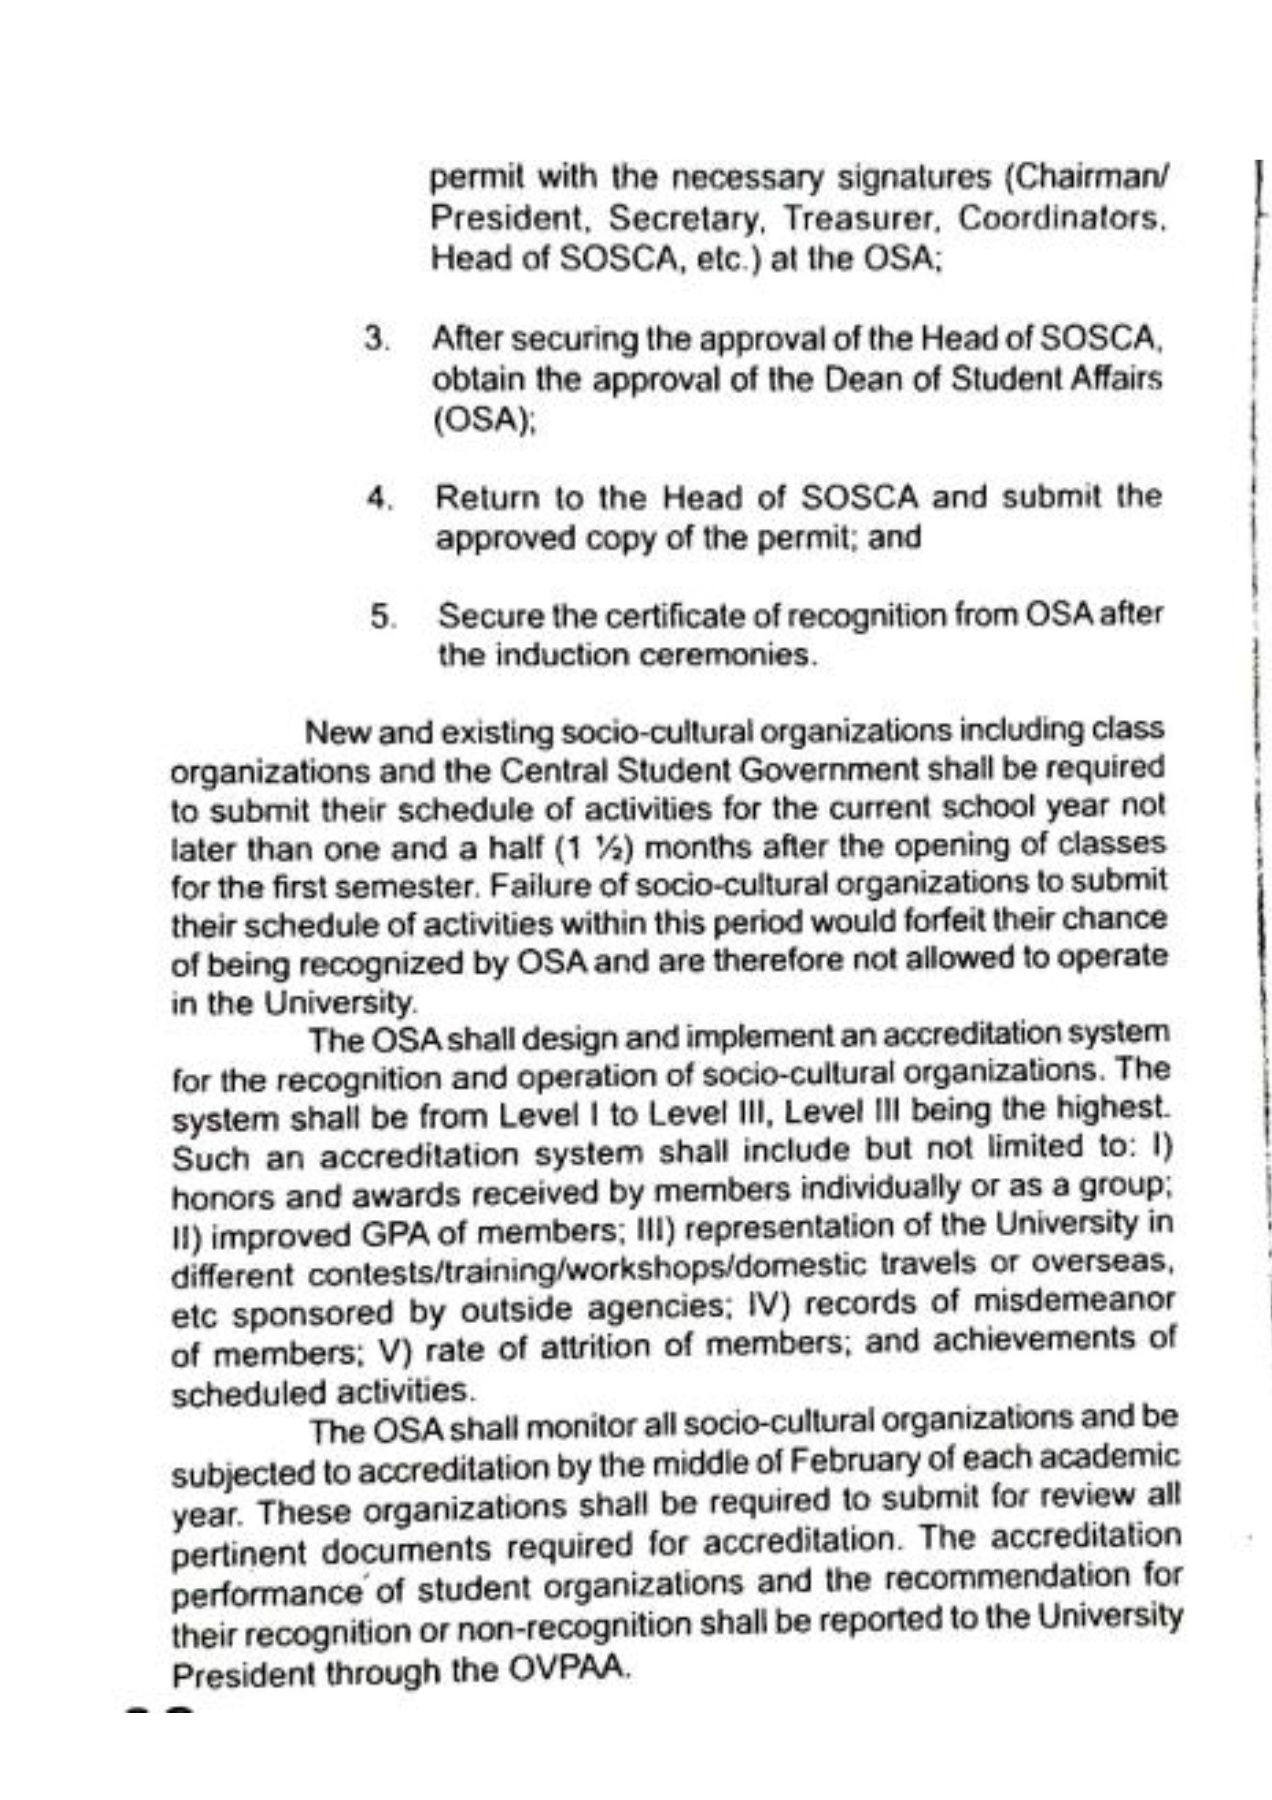 permit with the necessary signatures (Chairman/
President, Secretary, Treasurer, Coordinators,
Head of SOSCA, etc.) at the OSA;
3. After securing the approval of the Head of SOSCA,
obtain the approval of the Dean of Student Affairs
(OSA);
4. Return to the Head of SOSCA and submit the
approved copy of the permit; and
5. Secure the certificate of recognition from OSA after
the induction ceremonies.
New and existing socio-cultural organizations including class
organizations and the Central Student Government shall be required
to submit their schedule of activities for the current school year not
later than one and a half (1 ½) months after the opening of classes
for the first semester. Failure of socio-cultural organizations to submit
their schedule of activities within this period would forfeit their chance
of being recognized by OSA and are therefore not allowed to operate
in the University.
The OSA shall design and implement an accreditation system
for the recognition and operation of socio-cultural organizations. The
system shall be from Level I to Level III, Level III being the highest.
Such an accreditation system shall include but not limited to: I)
honors and awards received by members individually or as a group;
II) improved GPA of members; III) representation of the University in
different contests/training/workshops/domestic travels or overseas,
etc sponsored by outside agencies; IV) records of misdemeanor
of members; V) rate of attrition of members; and achievements of
scheduled activities.
The OSA shall monitor all socio-cultural organizations and be
subjected to accreditation by the middle of February of each academic
year. These organizations shall be required to submit for review all
pertinent documents required for accreditation. The accreditation
performance of student organizations and the recommendation for
their recognition or non-recognition shall be reported to the University
President through the OVPAA.